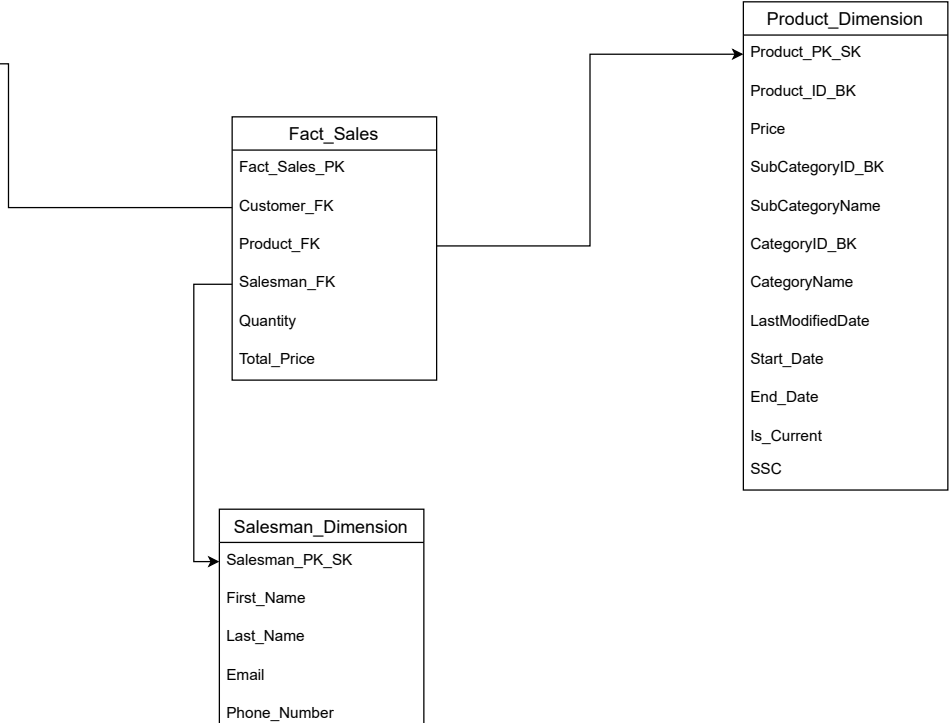 Product_Dimension
Product_PK_SK
Product_ID_BK
Price
SubCategoryID_BK
SubCategoryName
CategoryID_BK
CategoryName
LastModifiedDate
Start_Date
End_Date
Is_Current
SSC
Fact_Sales
Fact_Sales_PK
Customer_FK
Product_FK
Salesman_FK
Quantity
Total_Price
Salesman_Dimension
Salesman_PK_SK
First_Name
Last_Name
Email
Phone_Number